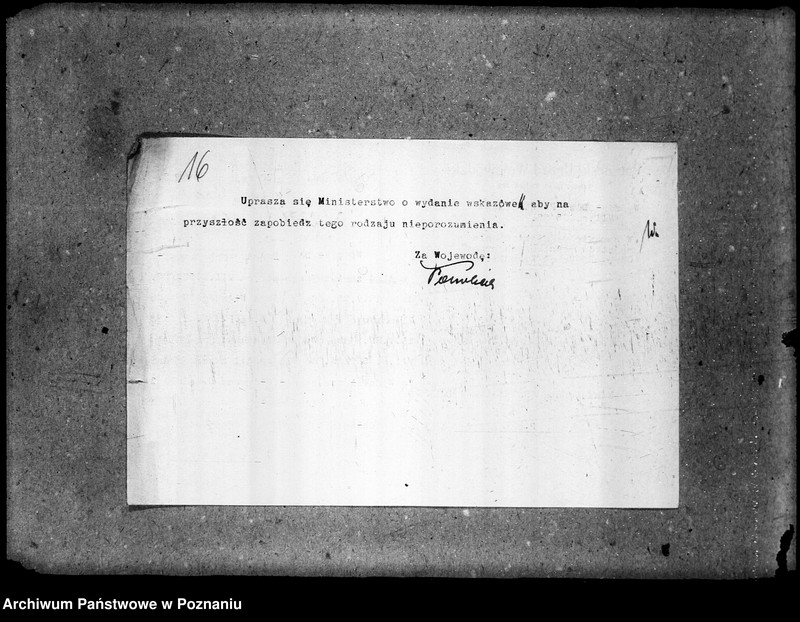 16
Uprasza się Ministerstwo o wydanie wskazówek aby na
przyszłość zapobiedz tego rodzaju nieporozumienia.
Za Wojewodę:
Archiwum Państwowe w Poznaniu